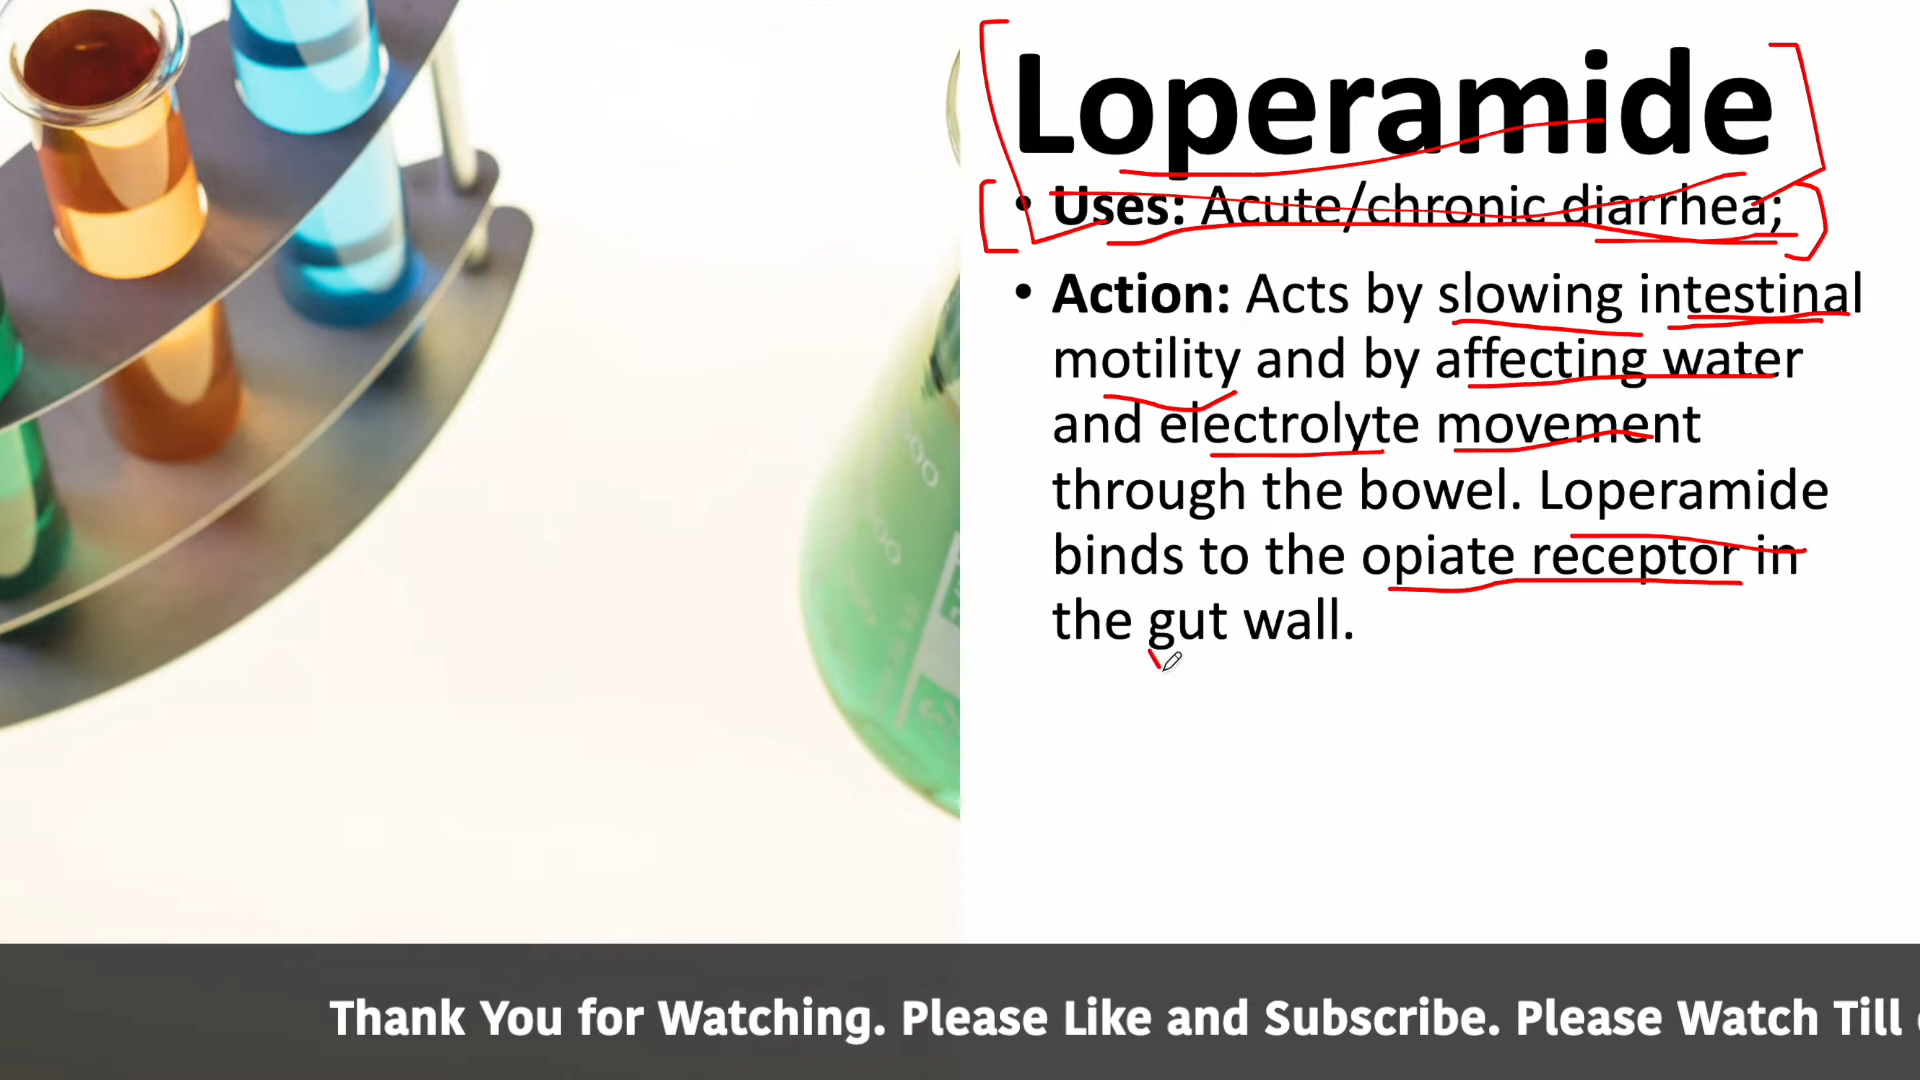 Loperamide
• Uses: Acute/chronic diarrhea;
• Action: Acts by slowing intestinal
motility and by affecting water
and electrolyte movement
through the bowel. Loperamide
binds to the opiate receptor in
the gut wall.
Thank You for Watching. Please Like and Subscribe. Please Watch Till